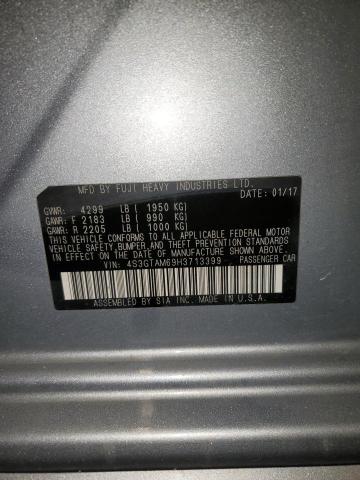 MFD BY FUJI HEAVY INDUSTRIES LTD.
DATE: 01/17
GVWR: 4299 LB ( 1950 KG)
GAWR: F 2183 LB ( 990 KG)
GAWR: R 2205 LB ( 1000 KG)
THIS VEHICLE CONFORMS TO ALL APPLICABLE FEDERAL MOTOR
VEHICLE SAFETY, BUMPER, AND THEFT PREVENTION STANDARDS
IN EFFECT ON THE DATE OF MANUFACTURE SHOWN ABOVE.
VIN: 4S3GTAM69H3713399 PASSENGER CAR
ASSEMBLED BY SIA INC. MADE IN U.S.A.